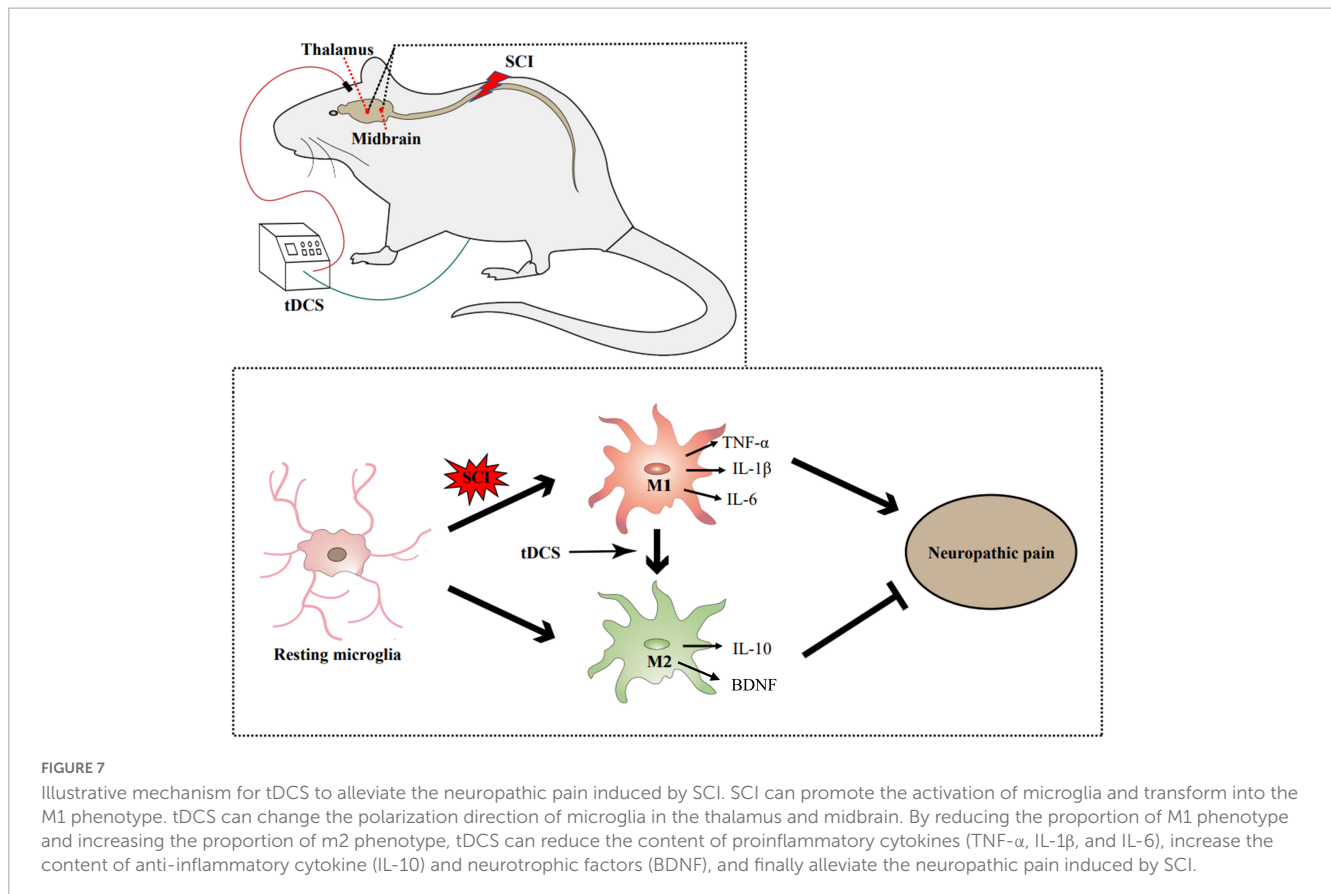 Thalamus
SCI
Midbrain
tDCS
SCI
TNF-α
IL-1β
M1
IL-6
tDCS
Neuropathic pain
Resting microglia
IL-10
M2
BDNF
FIGURE 7
Illustrative mechanism for tDCS to alleviate the neuropathic pain induced by SCI. SCI can promote the activation of microglia and transform into the
M1 phenotype. tDCS can change the polarization direction of microglia in the thalamus and midbrain. By reducing the proportion of M1 phenotype
and increasing the proportion of m2 phenotype, tDCS can reduce the content of proinflammatory cytokines (TNF-α, IL-1β, and IL-6), increase the
content of anti-inflammatory cytokine (IL-10) and neurotrophic factors (BDNF), and finally alleviate the neuropathic pain induced by SCI.